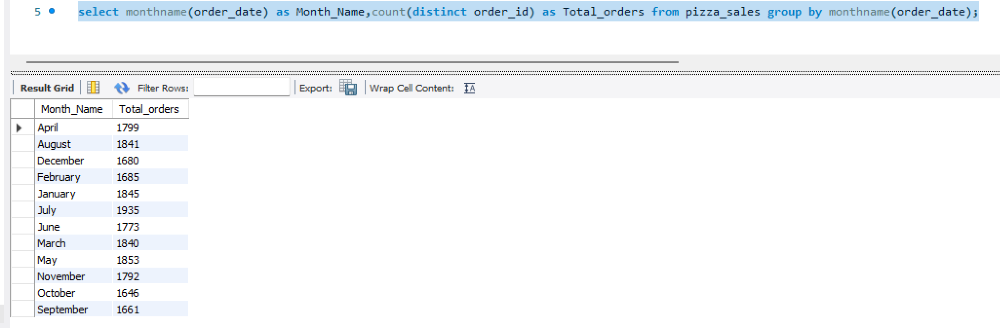 5 select monthname(order_date) as Month_Name,count(distinct order_id) as Total_orders from pizza_sales group by monthname(order_date);
Result Grid Filter Rows: Export: Wrap Cell Content: IA
Month_Name Total_orders
April 1799
August 1841
December 1680
February 1685
January 1845
July 1935
June 1773
March 1840
May 1853
November 1792
October 1646
September 1661